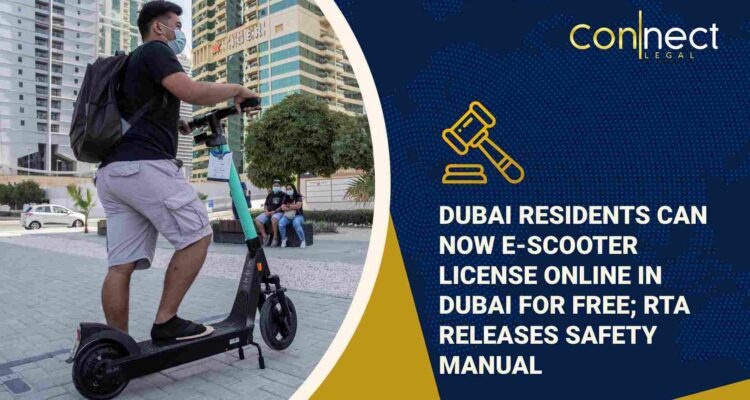 Connect
LEGAL
DUBAI RESIDENTS CAN
NOW E-SCOOTER
LICENSE ONLINE IN
DUBAI FOR FREE; RTA
RELEASES SAFETY
MANUAL